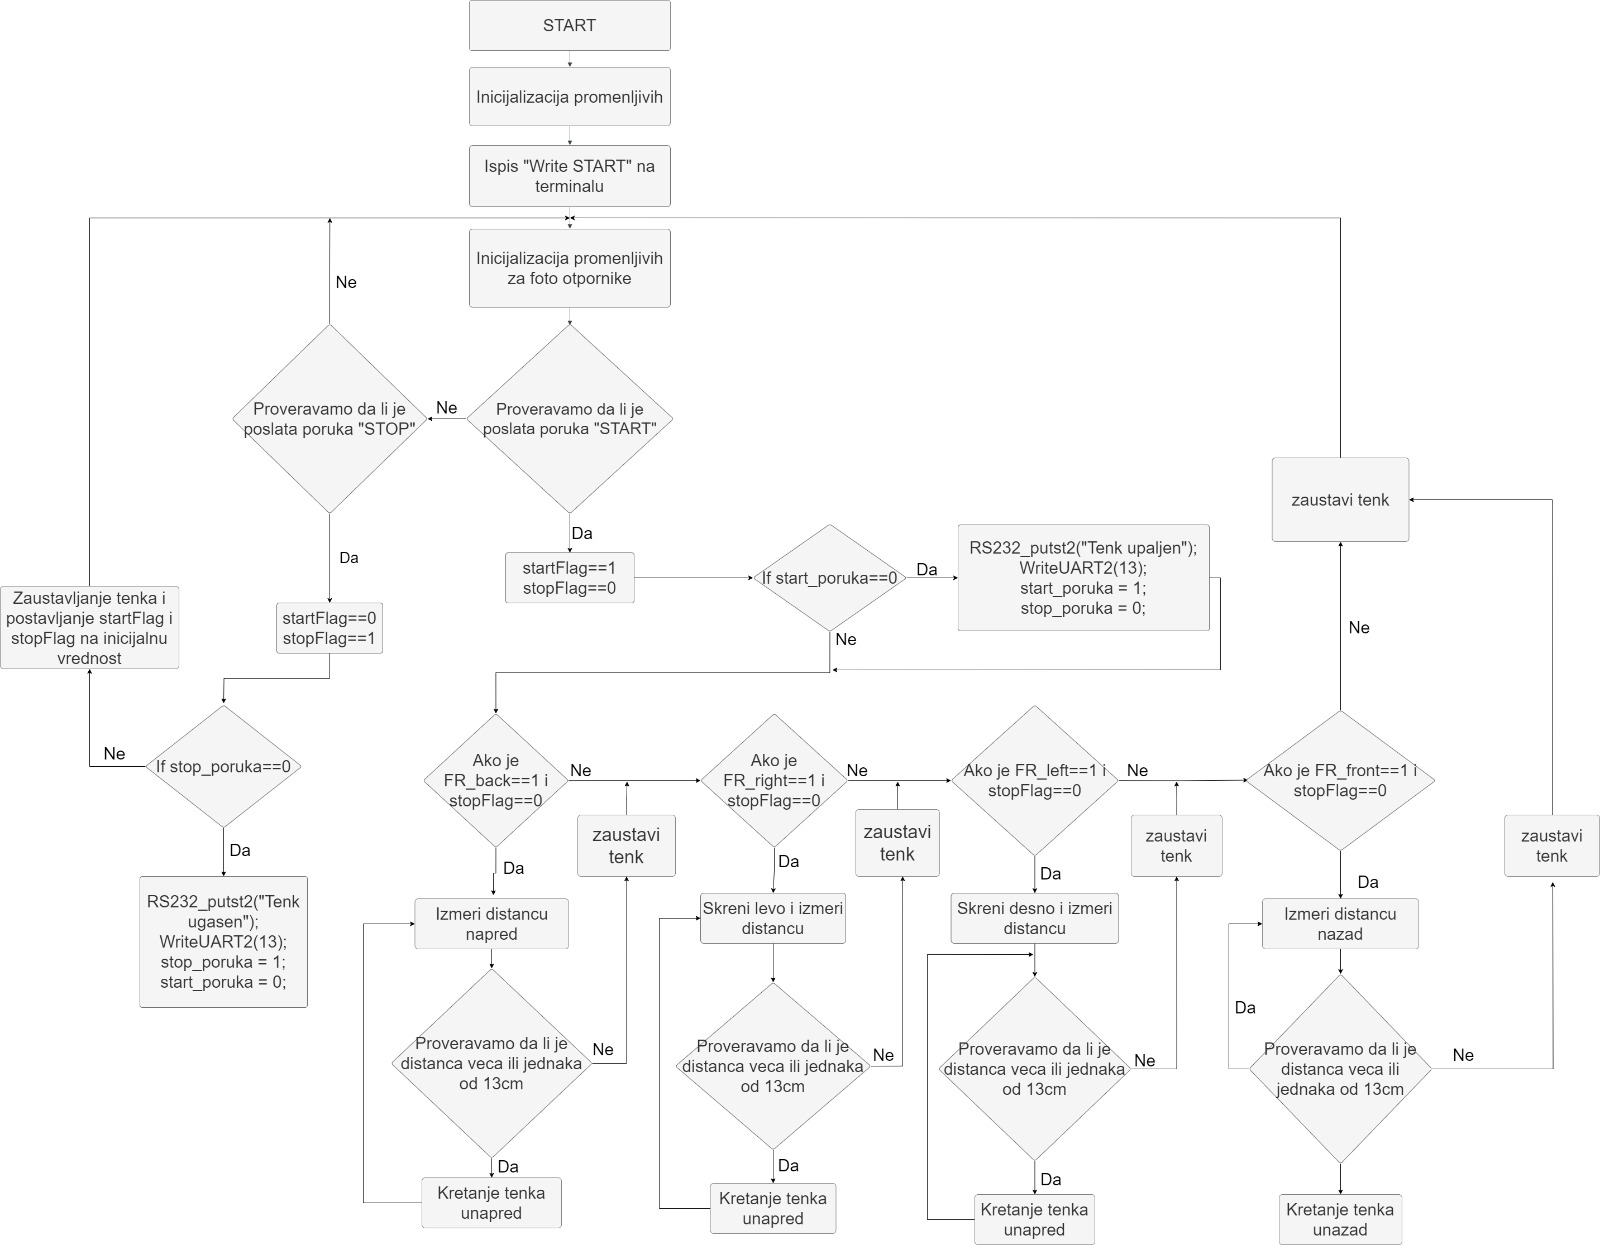 START
Inicijalizacija promenljivih
Ispis "Write START" na
terminalu
Inicijalizacija promenljivih
za foto otpornike
Ne
Proveravamo da li je
poslata poruka "STOP"
Ne
Proveravamo da li je
poslata poruka "START"
zaustavi tenk
Da
Da
startFlag==1
stopFlag==0
If start_poruka==0
Da
RS232_putst2("Tenk upaljen");
WriteUART2(13);
start_poruka = 1;
stop_poruka = 0;
Zaustavljanje tenka i
postavljanje startFlag i
stopFlag na inicijalnu
vrednost
startFlag==0
stopFlag==1
Ne
Ne
Ne
If stop_poruka==0
Ako je
FR_back==1 i
stopFlag==0
Ne
Ako je
FR_right==1 i
stopFlag==0
Ne
Ako je FR_left==1 i
stopFlag==0
Ne
Ako je FR_front==1 i
stopFlag==0
zaustavi
tenk
zaustavi
tenk
zaustavi
tenk
zaustavi
tenk
Da
Da
Da
Da
Da
RS232_putst2("Tenk
ugasen");
WriteUART2(13);
stop_poruka = 1;
start_poruka = 0;
Izmeri distancu
napred
Skreni levo i izmeri
distancu
Skreni desno i izmeri
distancu
Izmeri distancu
nazad
Da
Proveravamo da li je
distanca veca ili jednaka
od 13cm
Ne
Proveravamo da li je
distanca veca ili jednaka
od 13cm
Ne
Proveravamo da li je
distanca veca ili jednaka
od 13cm
Ne
Proveravamo da li je
distanca veca ili
jednaka od 13cm
Ne
Da
Da
Da
Kretanje tenka
unapred
Kretanje tenka
unapred
Kretanje tenka
unapred
Kretanje tenka
unazad